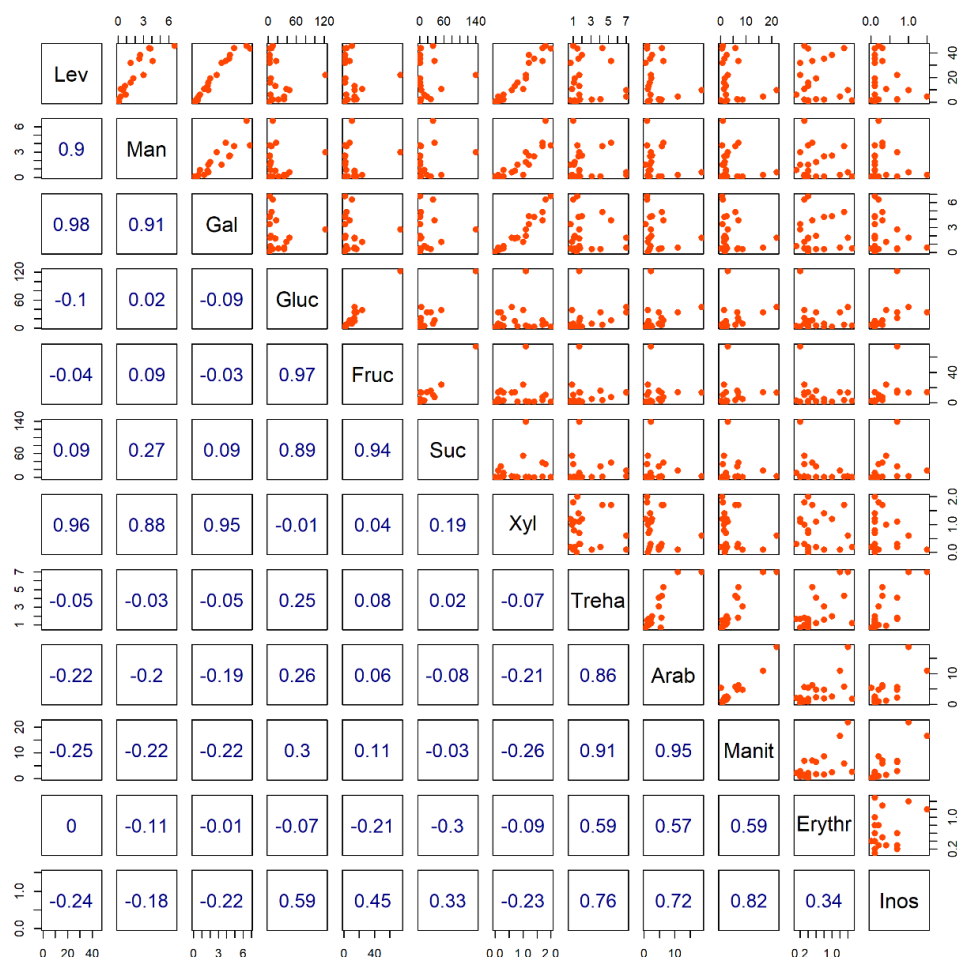 0 2 4 6 0 40 80 120 0 60 140 1 3 5 7 0 5 10 20 0.0 1.0
Lev 0 20 40
0 3 6 0.9 Man
0.98 0.91 Gal 0 3 6
0 60 120 -0.1 0.02 -0.09 Gluc
-0.04 0.09 -0.03 0.97 Fruc 0 40
0 60 140 0.09 0.27 0.09 0.89 0.94 Suc
0.96 0.88 0.95 -0.01 0.04 0.19 Xyl 0.0 1.0 2.0
1 3 5 7 -0.05 -0.03 -0.05 0.25 0.08 0.02 -0.07 Treha
-0.22 -0.2 -0.19 0.26 0.06 -0.08 -0.21 0.86 Arab 0 10
0 10 20 -0.25 -0.22 -0.22 0.3 0.11 -0.03 -0.26 0.91 0.95 Manit
0 -0.11 -0.01 -0.07 -0.21 -0.3 -0.09 0.59 0.57 0.59 Erythr 0.2 1.0
0.0 1.0 -0.24 -0.18 -0.22 0.59 0.45 0.33 -0.23 0.76 0.72 0.82 0.34 Inos
0 20 40 0 3 6 0 40 0.0 1.0 2.0 0 10 0.2 1.0